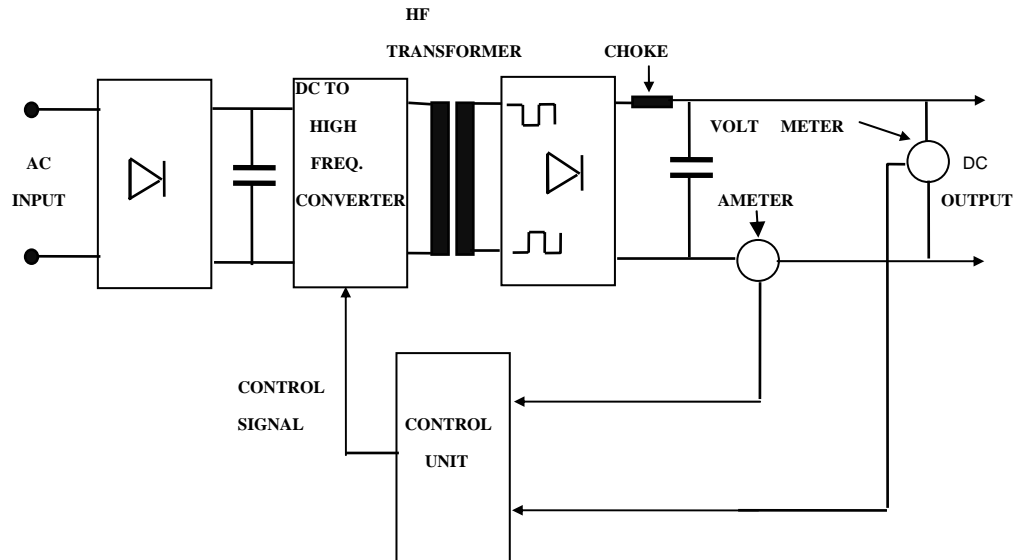 HF
TRANSFORMER
CHOKE
AC
INPUT
DC TO
HIGH
FREQ.
CONVERTER
VOLT METER
DC
OUTPUT
AMETER
CONTROL
SIGNAL
CONTROL
UNIT